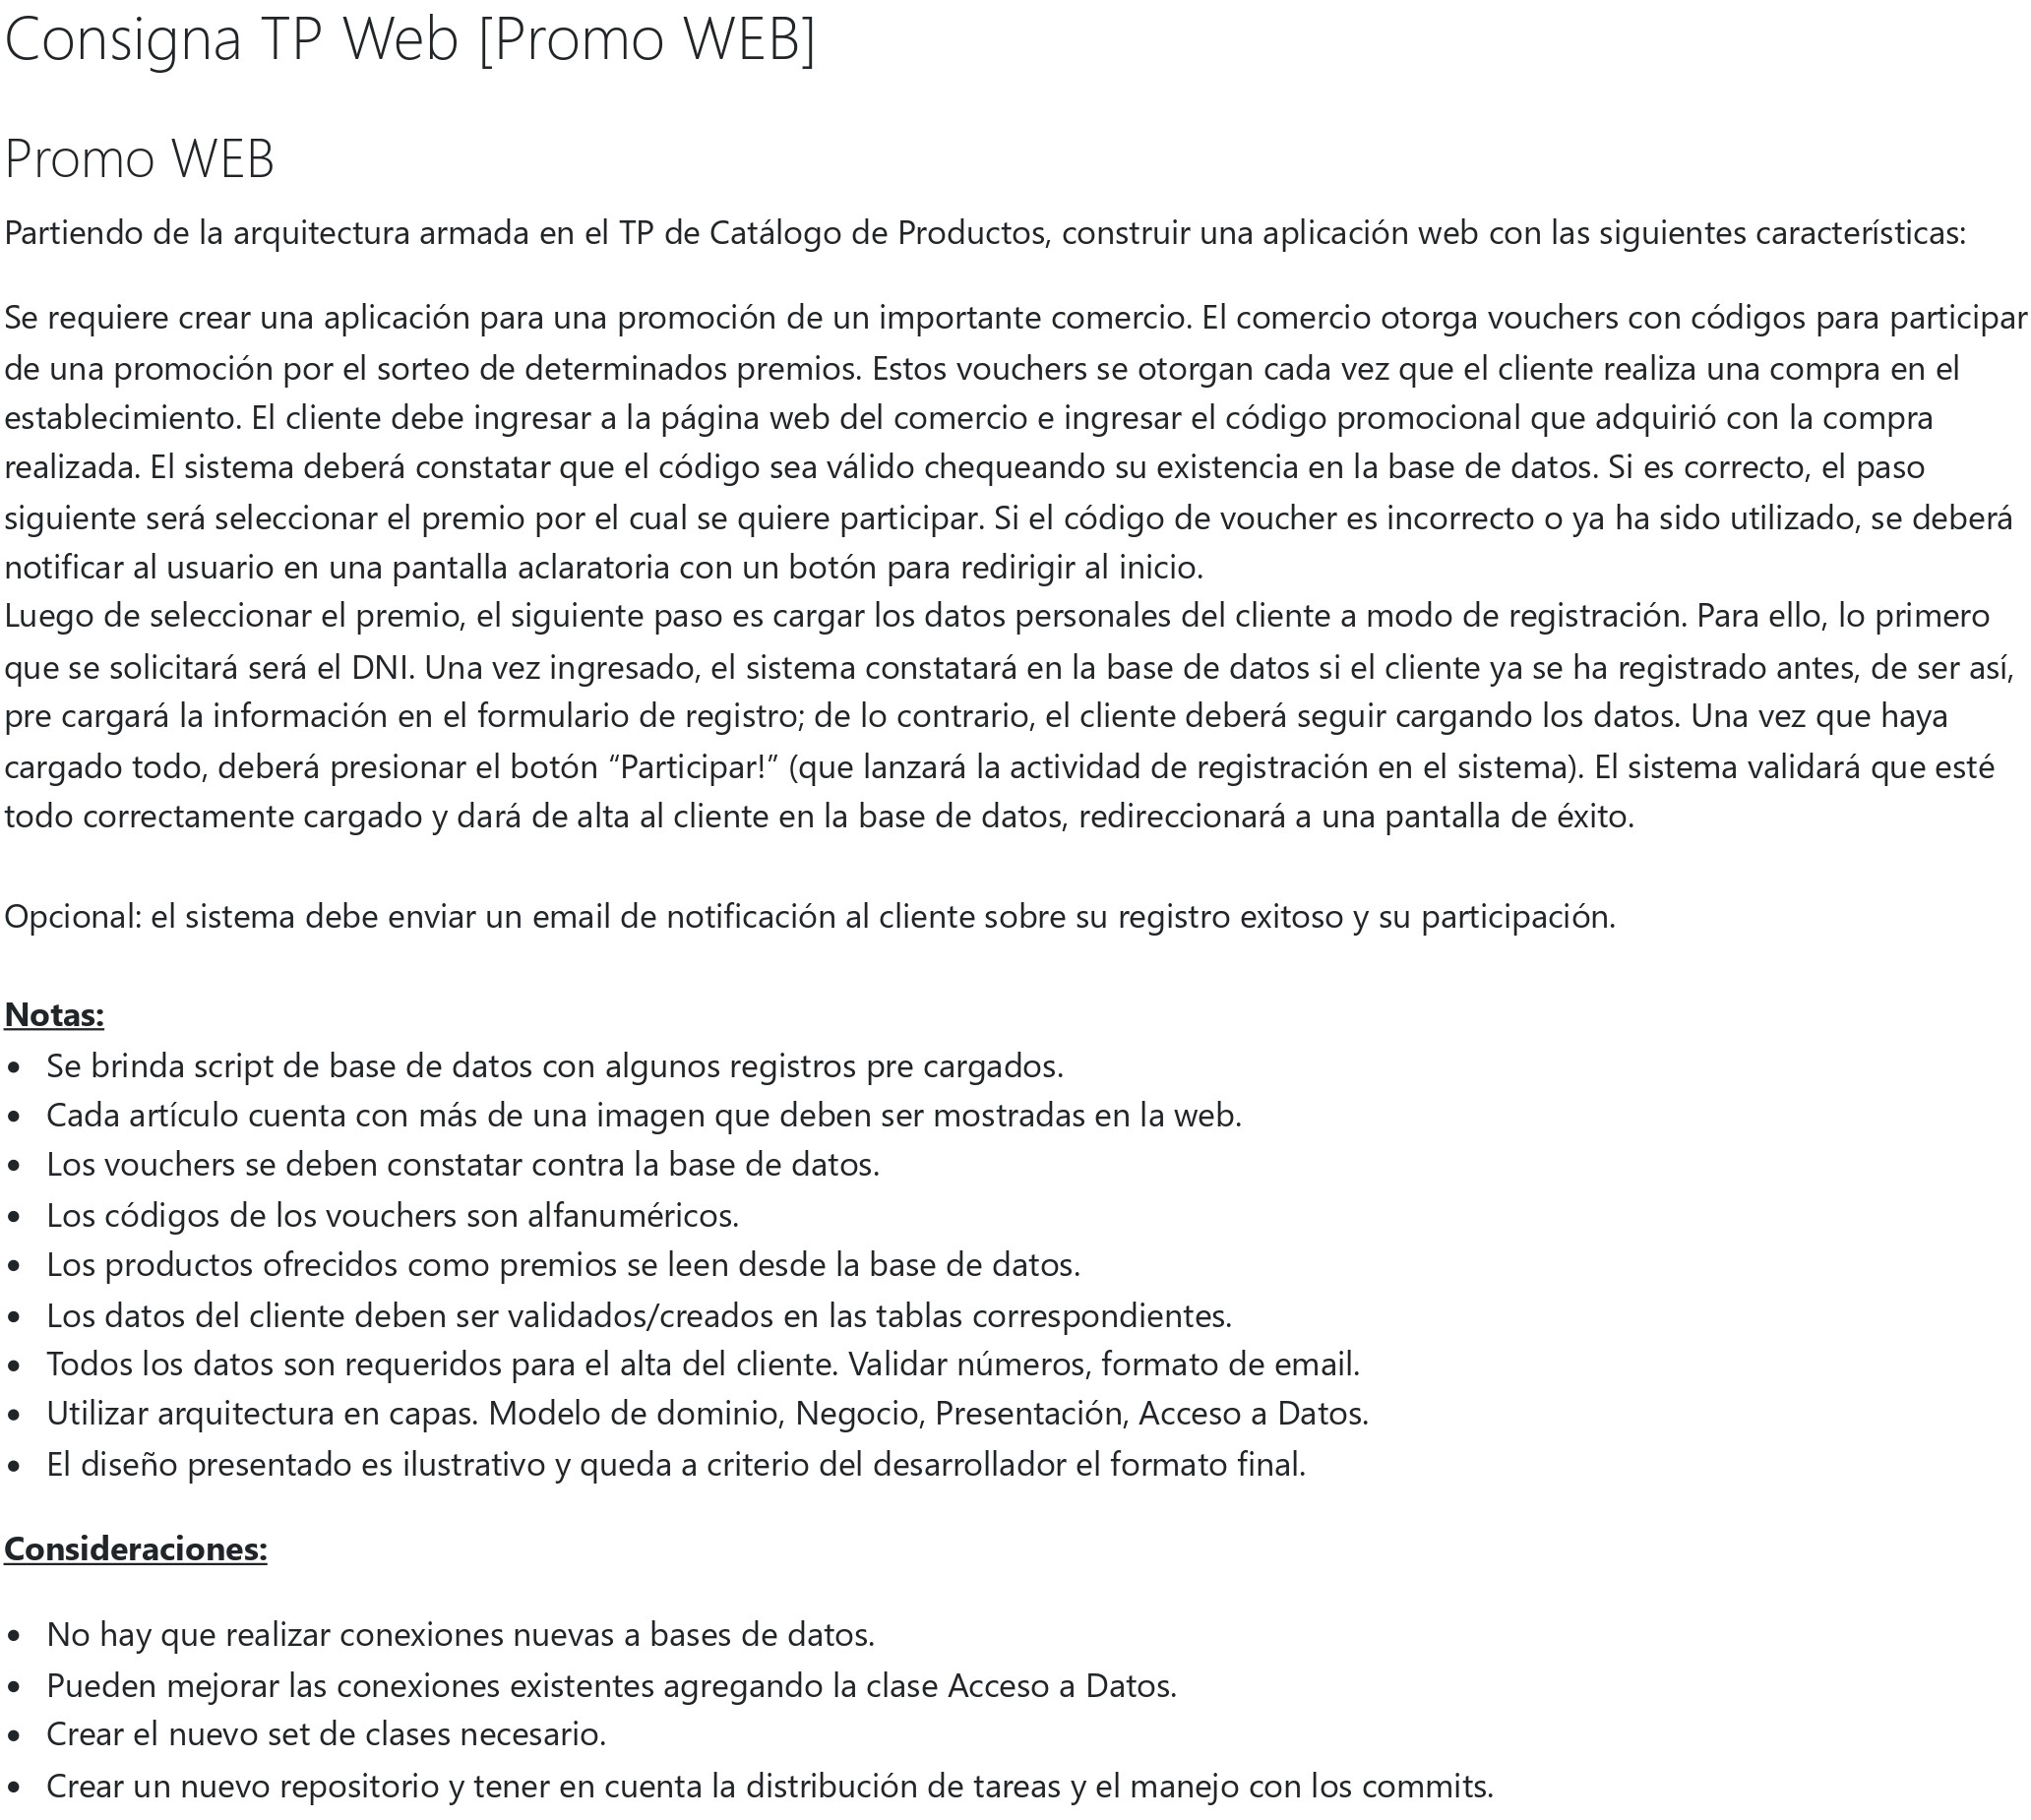 Consigna TP Web [Promo WEB]
Promo WEB
Partiendo de la arquitectura armada en el TP de Catálogo de Productos, construir una aplicación web con las siguientes características:
Se requiere crear una aplicación para una promoción de un importante comercio. El comercio otorga vouchers con códigos para participar
de una promoción por el sorteo de determinados premios. Estos vouchers se otorgan cada vez que el cliente realiza una compra en el
establecimiento. El cliente debe ingresar a la página web del comercio e ingresar el código promocional que adquirió con la compra
realizada. El sistema deberá constatar que el código sea válido chequeando su existencia en la base de datos. Si es correcto, el paso
siguiente será seleccionar el premio por el cual se quiere participar. Si el código de voucher es incorrecto o ya ha sido utilizado, se deberá
notificar al usuario en una pantalla aclaratoria con un botón para redirigir al inicio.
Luego de seleccionar el premio, el siguiente paso es cargar los datos personales del cliente a modo de registración. Para ello, lo primero
que se solicitará será el DNI. Una vez ingresado, el sistema constatará en la base de datos si el cliente ya se ha registrado antes, de ser así,
pre cargará la información en el formulario de registro; de lo contrario, el cliente deberá seguir cargando los datos. Una vez que haya
cargado todo, deberá presionar el botón “Participar!” (que lanzará la actividad de registración en el sistema). El sistema validará que esté
todo correctamente cargado y dará de alta al cliente en la base de datos, redireccionará a una pantalla de éxito.
Opcional: el sistema debe enviar un email de notificación al cliente sobre su registro exitoso y su participación.
Notas:
• Se brinda script de base de datos con algunos registros pre cargados.
• Cada artículo cuenta con más de una imagen que deben ser mostradas en la web.
• Los vouchers se deben constatar contra la base de datos.
• Los códigos de los vouchers son alfanuméricos.
• Los productos ofrecidos como premios se leen desde la base de datos.
• Los datos del cliente deben ser validados/creados en las tablas correspondientes.
• Todos los datos son requeridos para el alta del cliente. Validar números, formato de email.
• Utilizar arquitectura en capas. Modelo de dominio, Negocio, Presentación, Acceso a Datos.
• El diseño presentado es ilustrativo y queda a criterio del desarrollador el formato final.
Consideraciones:
• No hay que realizar conexiones nuevas a bases de datos.
• Pueden mejorar las conexiones existentes agregando la clase Acceso a Datos.
• Crear el nuevo set de clases necesario.
• Crear un nuevo repositorio y tener en cuenta la distribución de tareas y el manejo con los commits.